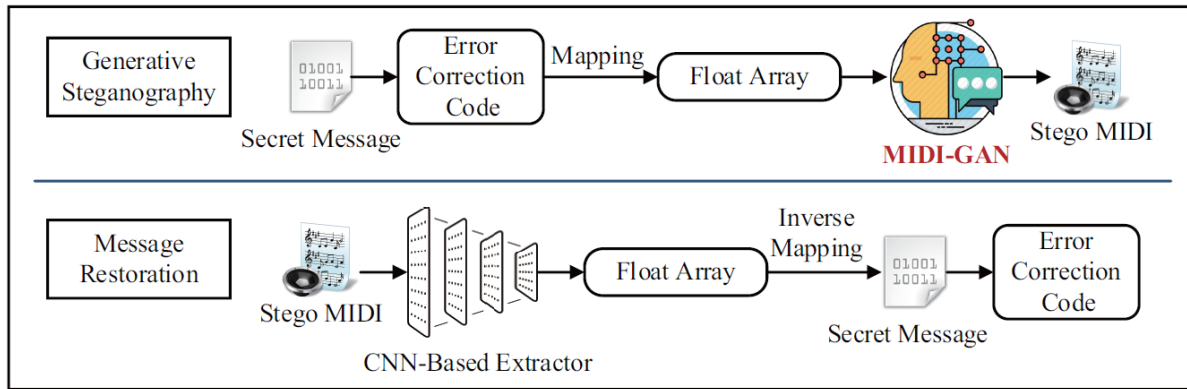 Generative
Steganography
01001
10011
Secret Message
Error
Correction
Code
Mapping
Float Array
MIDI-GAN
Stego MIDI
Message
Restoration
Stego MIDI
CNN-Based Extractor
Float Array
Inverse
Mapping
01001
10011
Secret Message
Error
Correction
Code